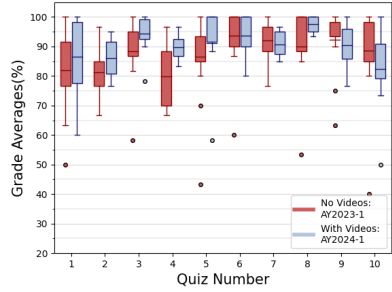 Grade Averages(%)
100
90
80
70
60
50
40
30
20
1 2 3 4 5 6 7 8 9 10
Quiz Number
No Videos:
AY2023-1
With Videos:
AY2024-1